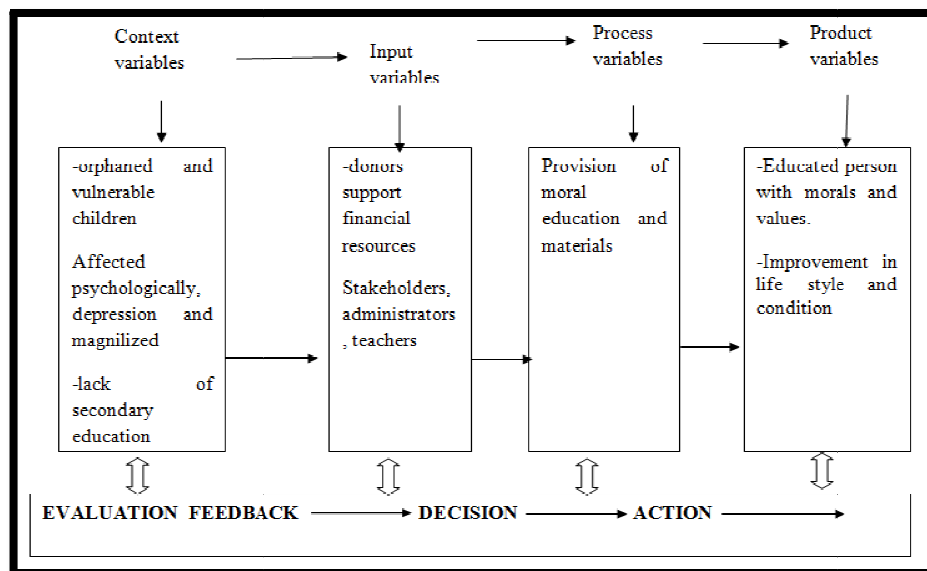 Context
variables
Input
variables
Process
variables
Product
variables
-orphaned and
vulnerable
children
Affected
psychologically,
depression and
magnilized
-lack of
secondary
education
-donors
support
financial
resources
Stakeholders,
administrators
, teachers
Provision of
moral
education and
materials
-Educated person
with morals and
values.
-Improvement in
life style and
condition
EVALUATION FEEDBACK DECISION ACTION